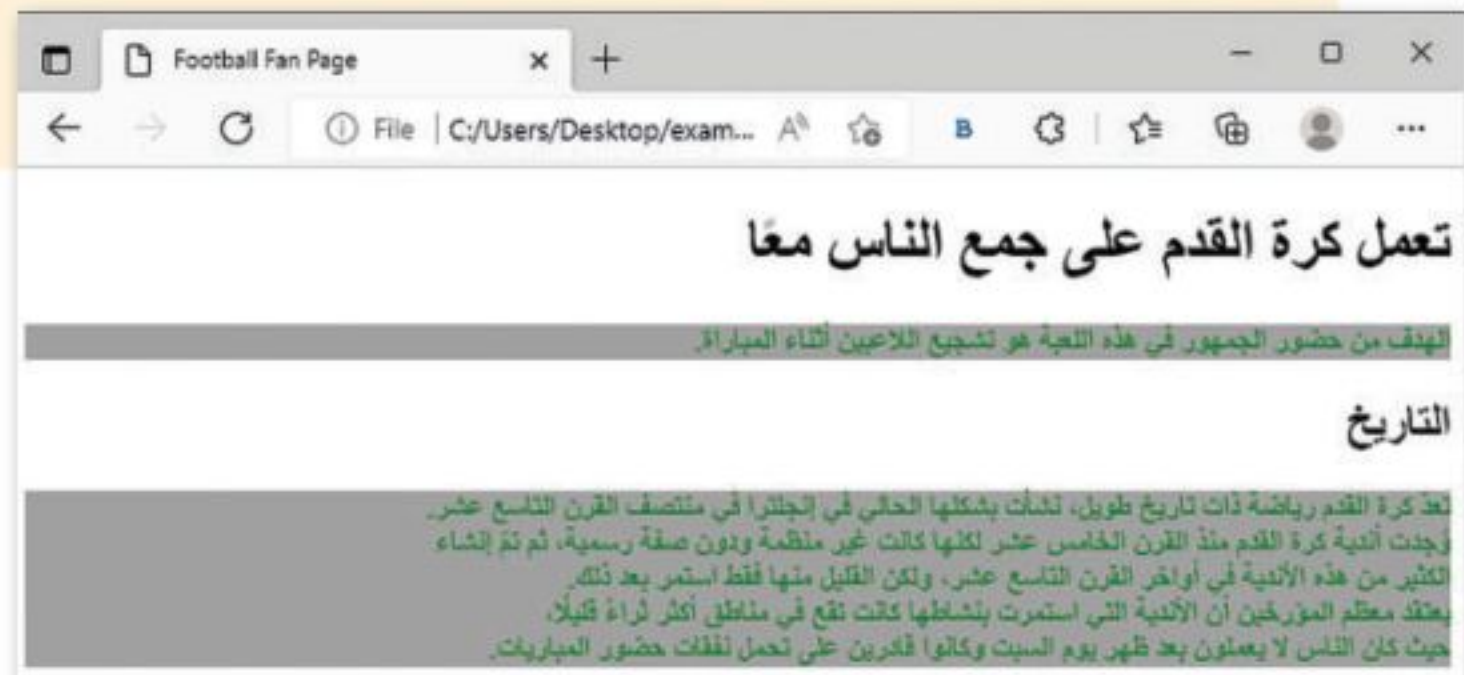 Football Fan Page
File | C:/Users/Desktop/exam...
B
تعمل كرة القدم على جمع الناس معًا
الهدف من حضور الجمهور في هذه اللعبة هو تشجيع اللاعبين أثناء المباراة.
التاريخ
تعدّ كرة القدم رياضة ذات تاريخ طويل، نشأت بشكلها الحالي في إنجلترا في منتصف القرن التاسع عشر.
وُجدت أندية كرة القدم منذ القرن الخامس عشر لكنها كانت غير منظمة ودون صفة رسمية، ثم تمّ إنشاء
الكثير من هذه الأندية في أواخر القرن التاسع عشر، ولكن القليل منها فقط استمر بعد ذلك.
يعتقد معظم المؤرخين أن الأندية التي استمرت بنشاطها كانت تقع في مناطق أكثر ثراءً قليلًا،
حيث كان الناس لا يعملون بعد ظهر يوم السبت وكانوا قادرين على تحمل نفقات حضور المباريات.